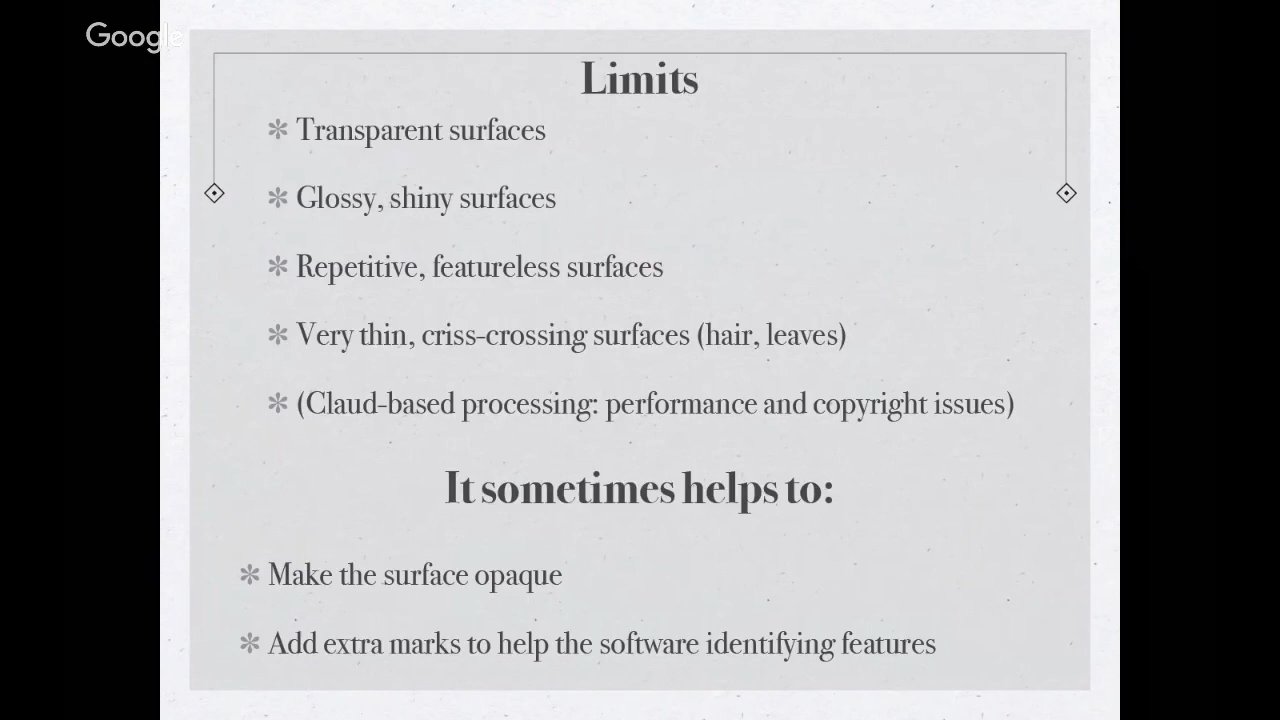 Google
Limits
✻ Transparent surfaces
✻ Glossy, shiny surfaces
✻ Repetitive, featureless surfaces
✻ Very thin, criss-crossing surfaces (hair, leaves)
✻ (Claud-based processing: performance and copyright issues)
It sometimes helps to:
✻ Make the surface opaque
✻ Add extra marks to help the software identifying features